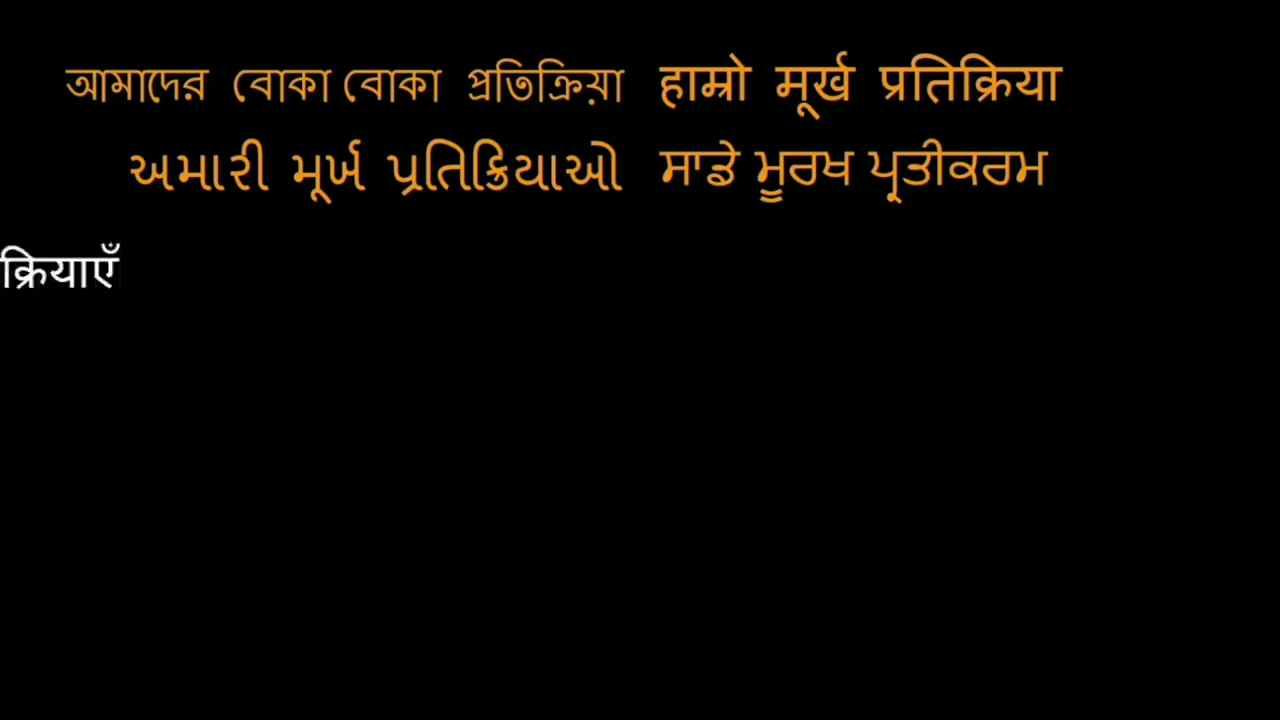 আমাদের বোকা বোকা প্রতিক্রিয়া हाम्रो मूर्ख प्रतिक्रिया
અમારી મૂર્ખ પ્રતિક્રિયાઓ ਸਾਡੇ ਮੂਰਖ ਪ੍ਰਤੀਕਰਮ
क्रियाएँ